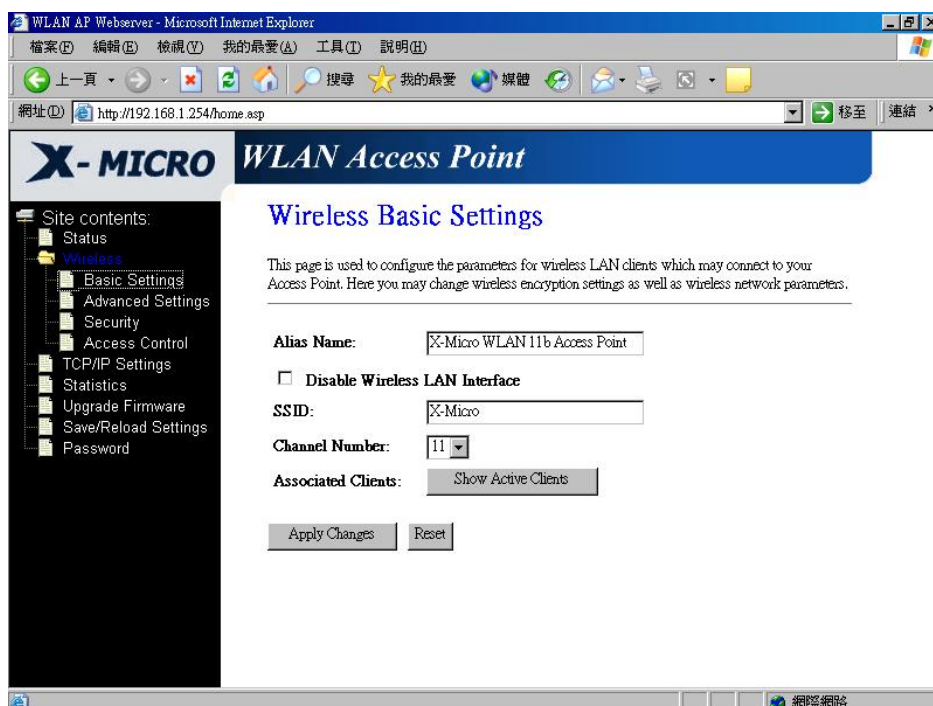 WLAN AP Webserver - Microsoft Internet Explorer
檔案(F) 編輯(E) 檢視(V) 我的最愛(A) 工具(T) 說明(H)
上一頁 搜尋 我的最愛 媒體
網址(D) http://192.168.1.254/home.asp 移至 連結
X-MICRO WLAN Access Point
Site contents:
Status
Wireless
Basic Settings
Advanced Settings
Security
Access Control
TCP/IP Settings
Statistics
Upgrade Firmware
Save/Reload Settings
Password
Wireless Basic Settings
This page is used to configure the parameters for wireless LAN clients which may connect to your
Access Point. Here you may change wireless encryption settings as well as wireless network parameters.
Alias Name: X-Micro WLAN 11b Access Point
Disable Wireless LAN Interface
SSID: X-Micro
Channel Number: 11
Associated Clients: Show Active Clients
Apply Changes Reset
網際網路